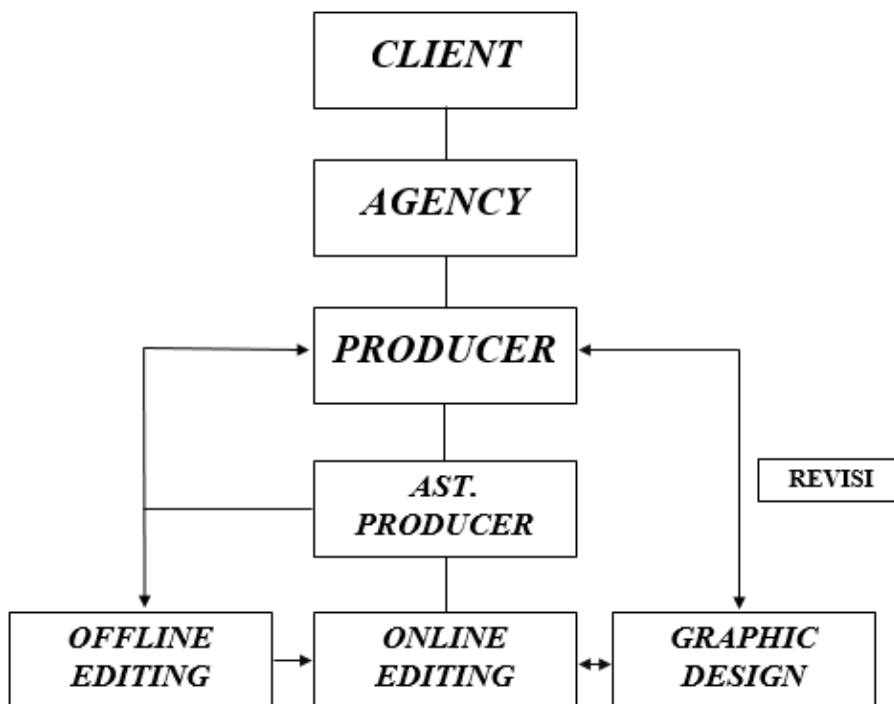 CLIENT
AGENCY
PRODUCER
AST.
PRODUCER
REVISI
OFFLINE
EDITING
ONLINE
EDITING
GRAPHIC
DESIGN